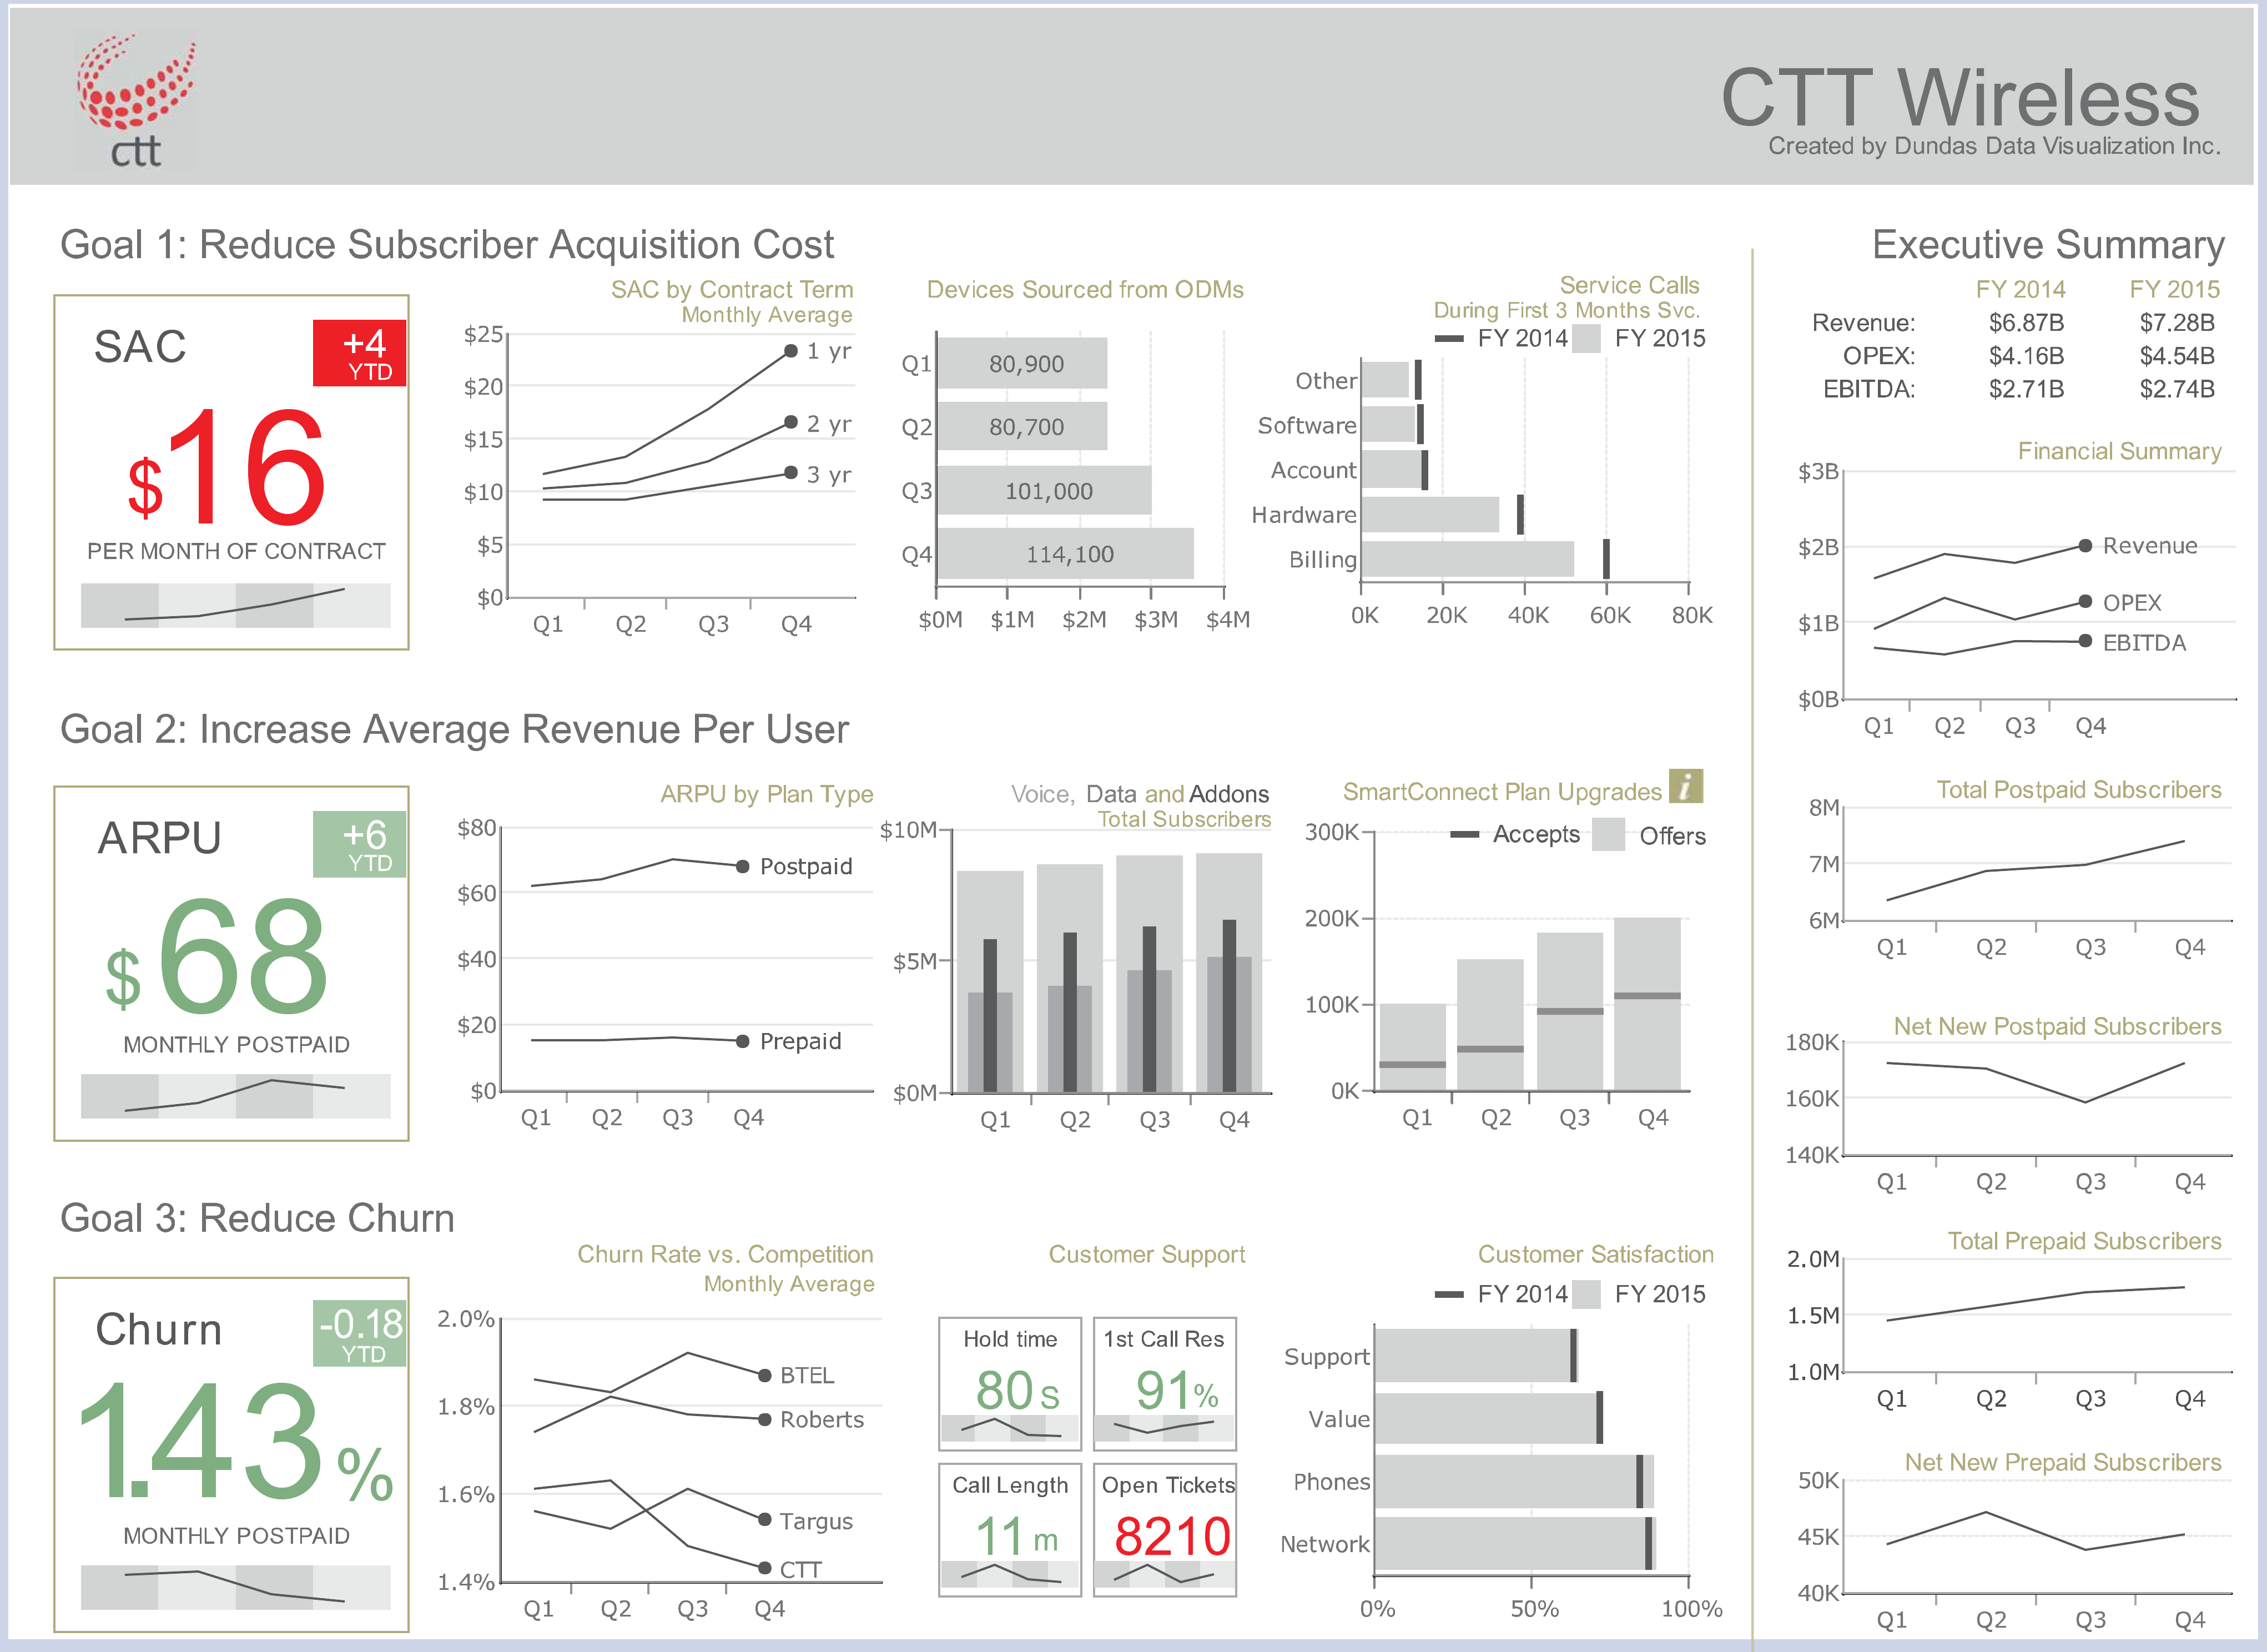 ctt
CTT Wireless
Created by Dundas Data Visualization Inc.
Goal 1: Reduce Subscriber Acquisition Cost
SAC
+4
YTD
$16
PER MONTH OF CONTRACT
SAC by Contract Term
Monthly Average
$25
$20
$15
$10
$5
$0
1 yr
2 yr
3 yr
Q1 Q2 Q3 Q4
Devices Sourced from ODMs
Q1 80,900
Q2 80,700
Q3 101,000
Q4 114,100
$0M $1M $2M $3M $4M
Service Calls
During First 3 Months Svc.
FY 2014 FY 2015
Other
Software
Account
Hardware
Billing
0K 20K 40K 60K 80K
Goal 2: Increase Average Revenue Per User
ARPU
+6
YTD
$68
MONTHLY POSTPAID
ARPU by Plan Type
$80
$60
$40
$20
$0
Postpaid
Prepaid
Q1 Q2 Q3 Q4
Voice, Data and Addons
Total Subscribers
$10M
$5M
$0M
Q1 Q2 Q3 Q4
SmartConnect Plan Upgrades i
Accepts Offers
300K
200K
100K
0K
Q1 Q2 Q3 Q4
Goal 3: Reduce Churn
Churn
-0.18
YTD
1.43%
MONTHLY POSTPAID
Churn Rate vs. Competition
Monthly Average
2.0%
1.8%
1.6%
1.4%
BTEL
Roberts
Targus
CTT
Q1 Q2 Q3 Q4
Customer Support
Hold time
80 s
1st Call Res
91%
Call Length
11 m
Open Tickets
8210
Customer Satisfaction
FY 2014 FY 2015
Support
Value
Phones
Network
0% 50% 100%
Executive Summary
FY 2014 FY 2015
Revenue: $6.87B $7.28B
OPEX: $4.16B $4.54B
EBITDA: $2.71B $2.74B
Financial Summary
$3B
$2B
$1B
$0B
Revenue
OPEX
EBITDA
Q1 Q2 Q3 Q4
Total Postpaid Subscribers
8M
7M
6M
Q1 Q2 Q3 Q4
Net New Postpaid Subscribers
180K
160K
140K
Q1 Q2 Q3 Q4
Total Prepaid Subscribers
2.0M
1.5M
1.0M
Q1 Q2 Q3 Q4
Net New Prepaid Subscribers
50K
45K
40K
Q1 Q2 Q3 Q4